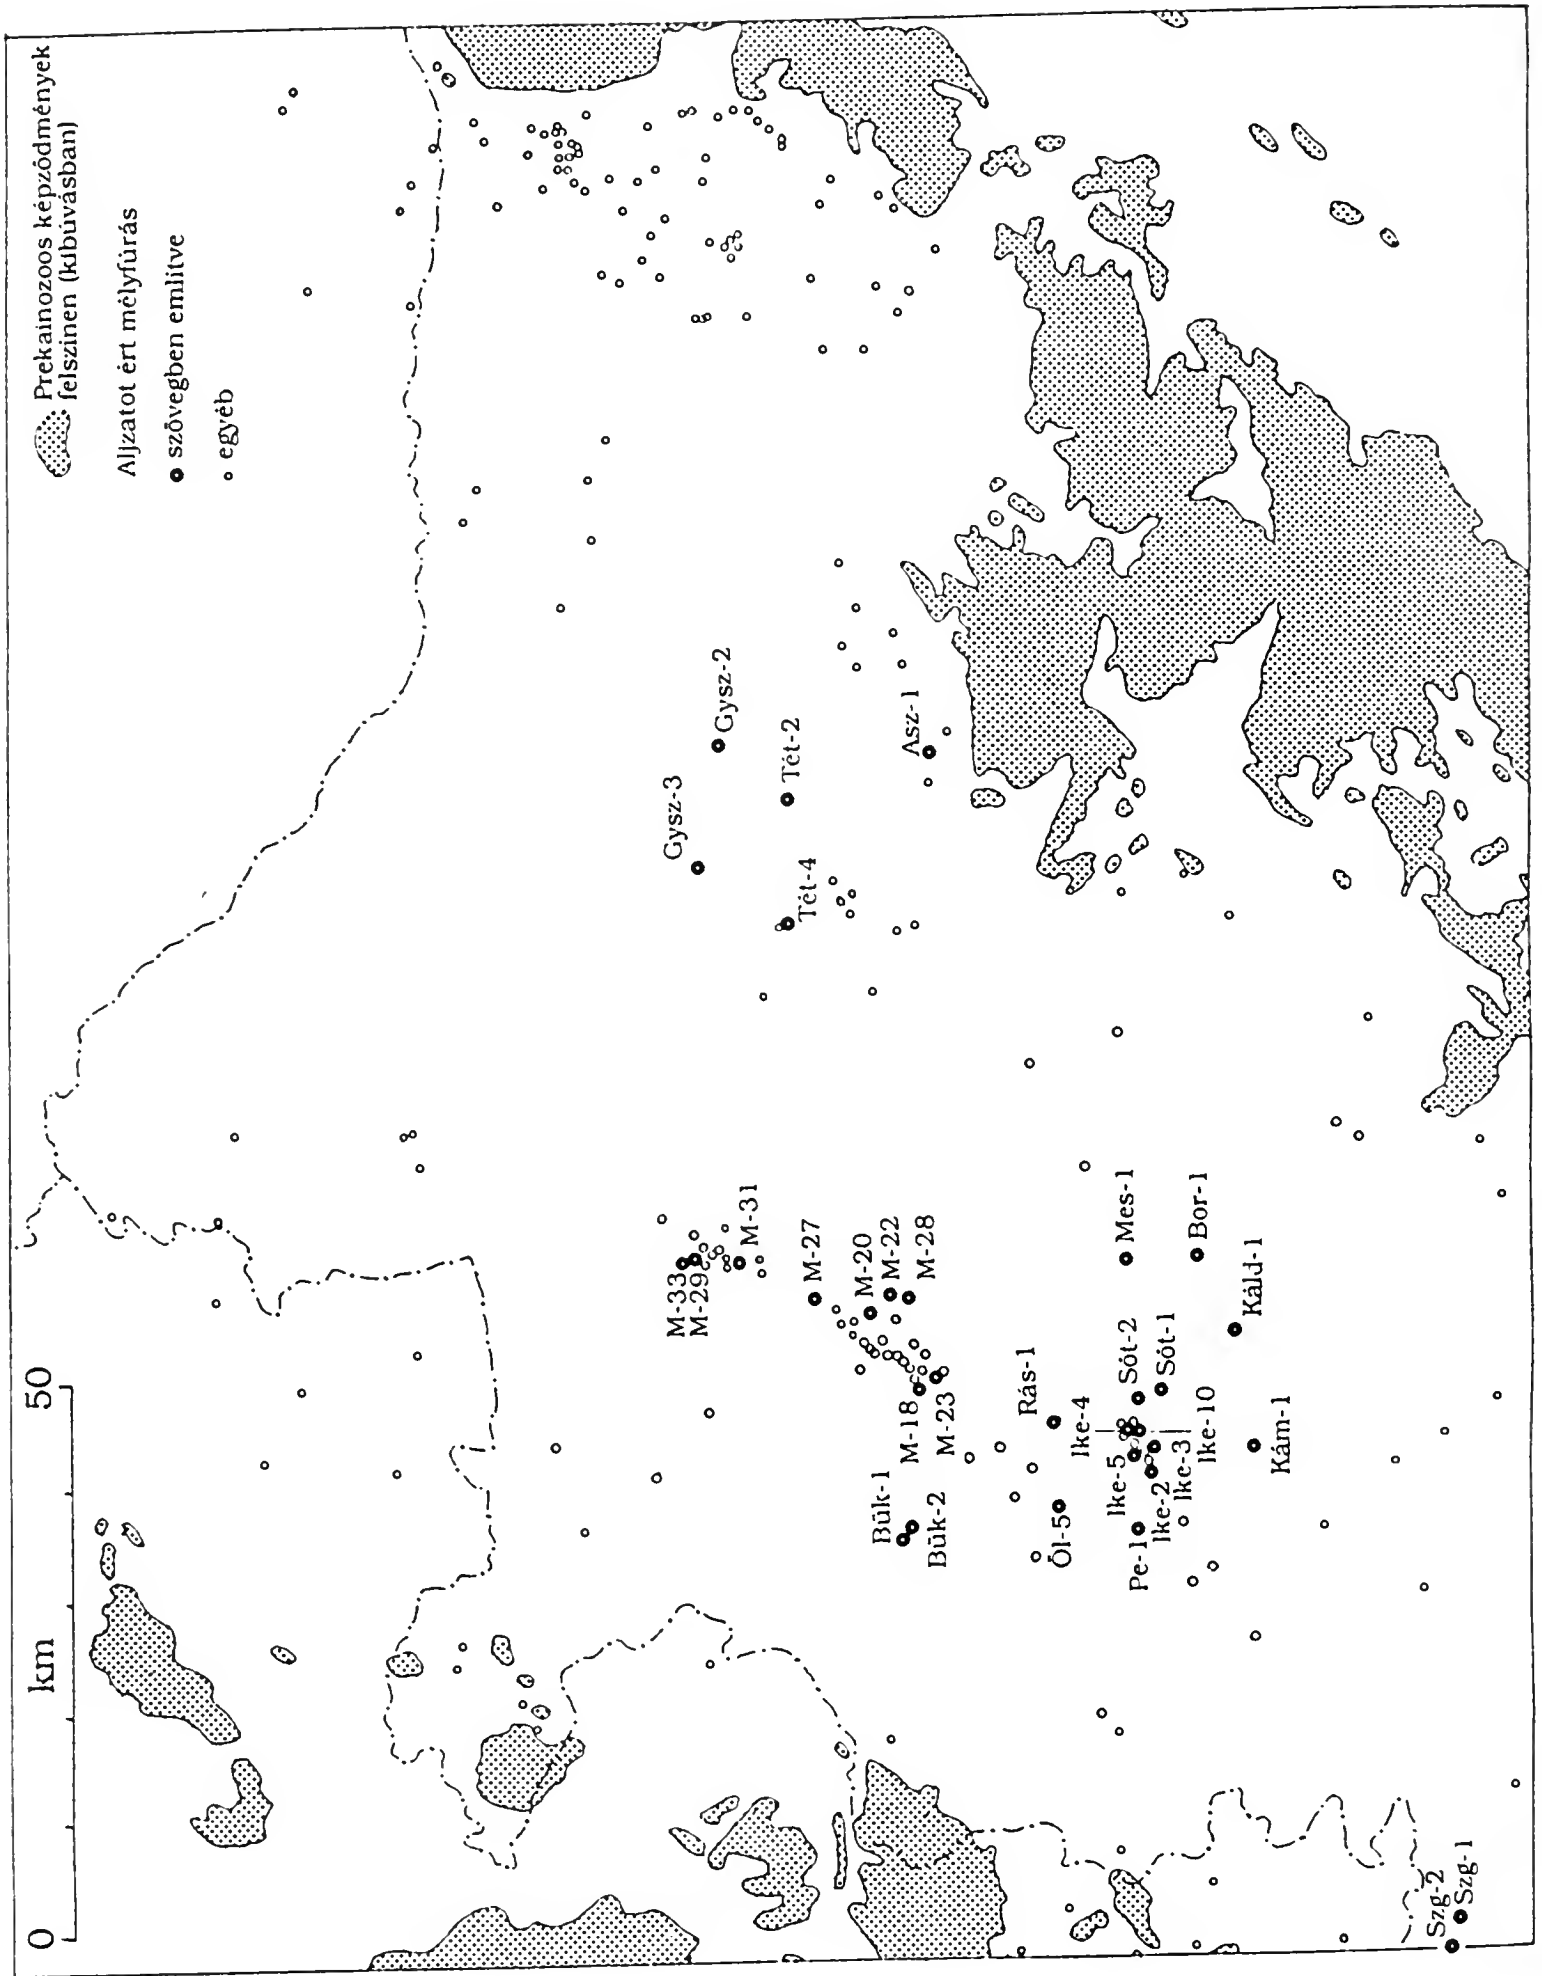 Prekainozoos képződmények
felszinen (kibúvásban)
Aljzatot ért mélyfúrás
szövegben emlitve
egyéb
0 km 50
Gysz-2
Gysz-3
Tét-2
Tét-4
Asz-1
M-33
M-29
M-31
M-27
M-20
M-22
M-28
M-18
M-23
Bük-1
Bük-2
Rás-1
Öl-5
Mes-1
Bor-1
Káld-1
Sót-2
Sót-1
Ike-4
Ike-5
Ike-2
Ike-3
Ike-10
Pe-1
Kám-1
Szg-2
Szg-1